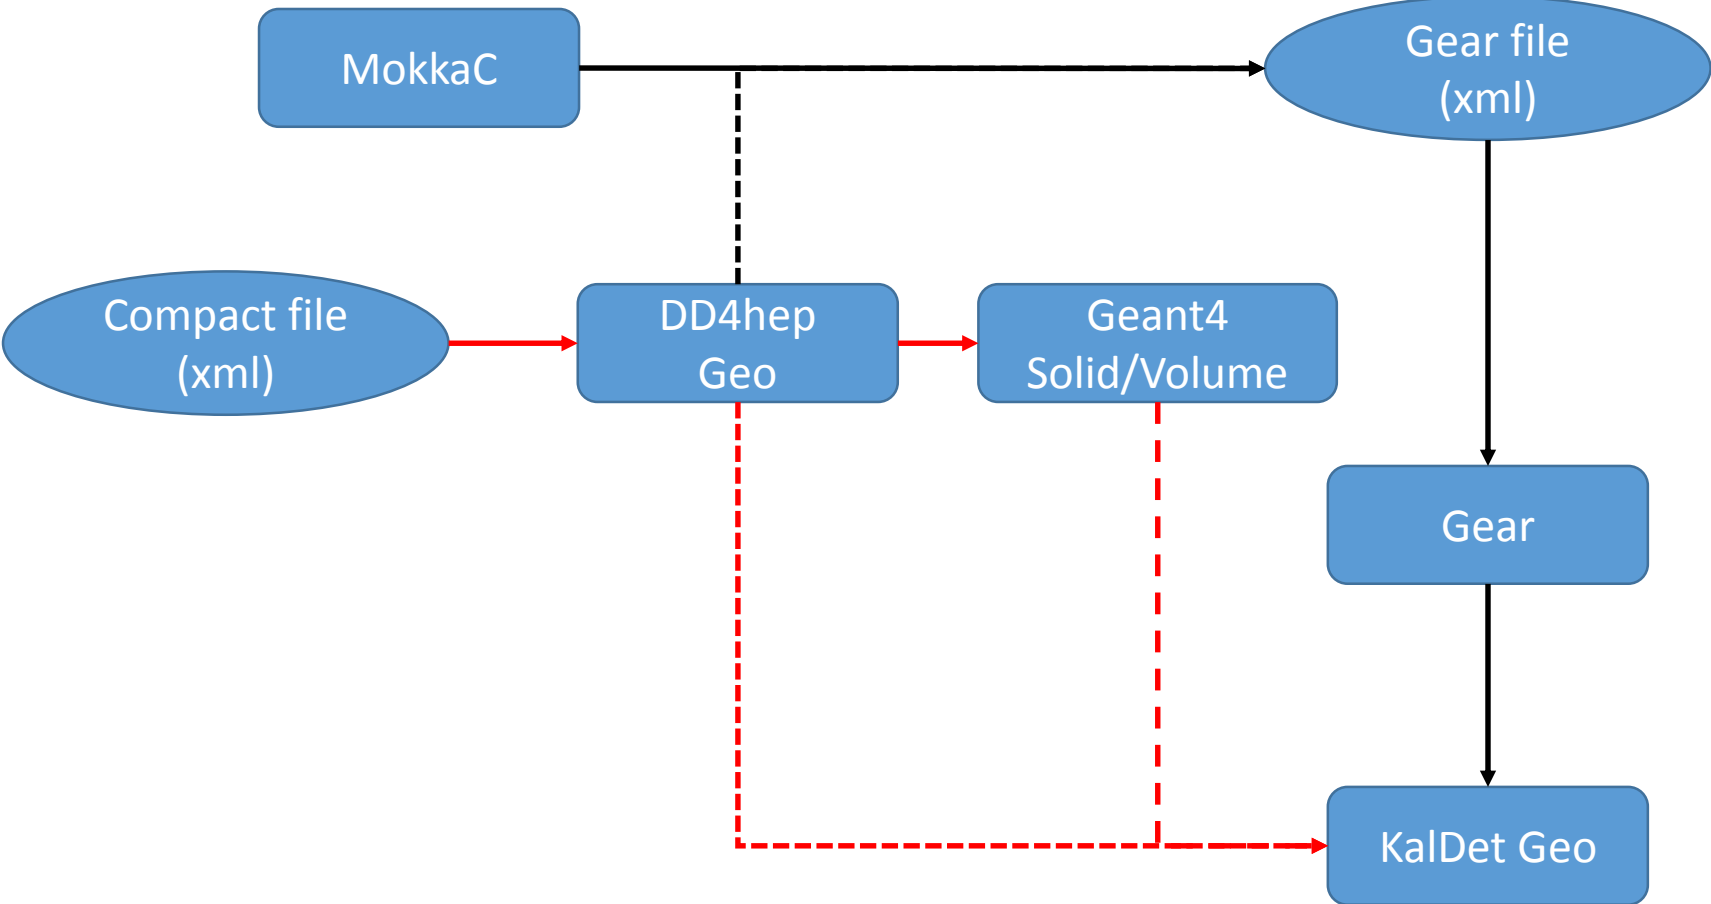 MokkaC
Gear file
(xml)
Compact file
(xml)
DD4hep
Geo
Geant4
Solid/Volume
Gear
KalDet Geo